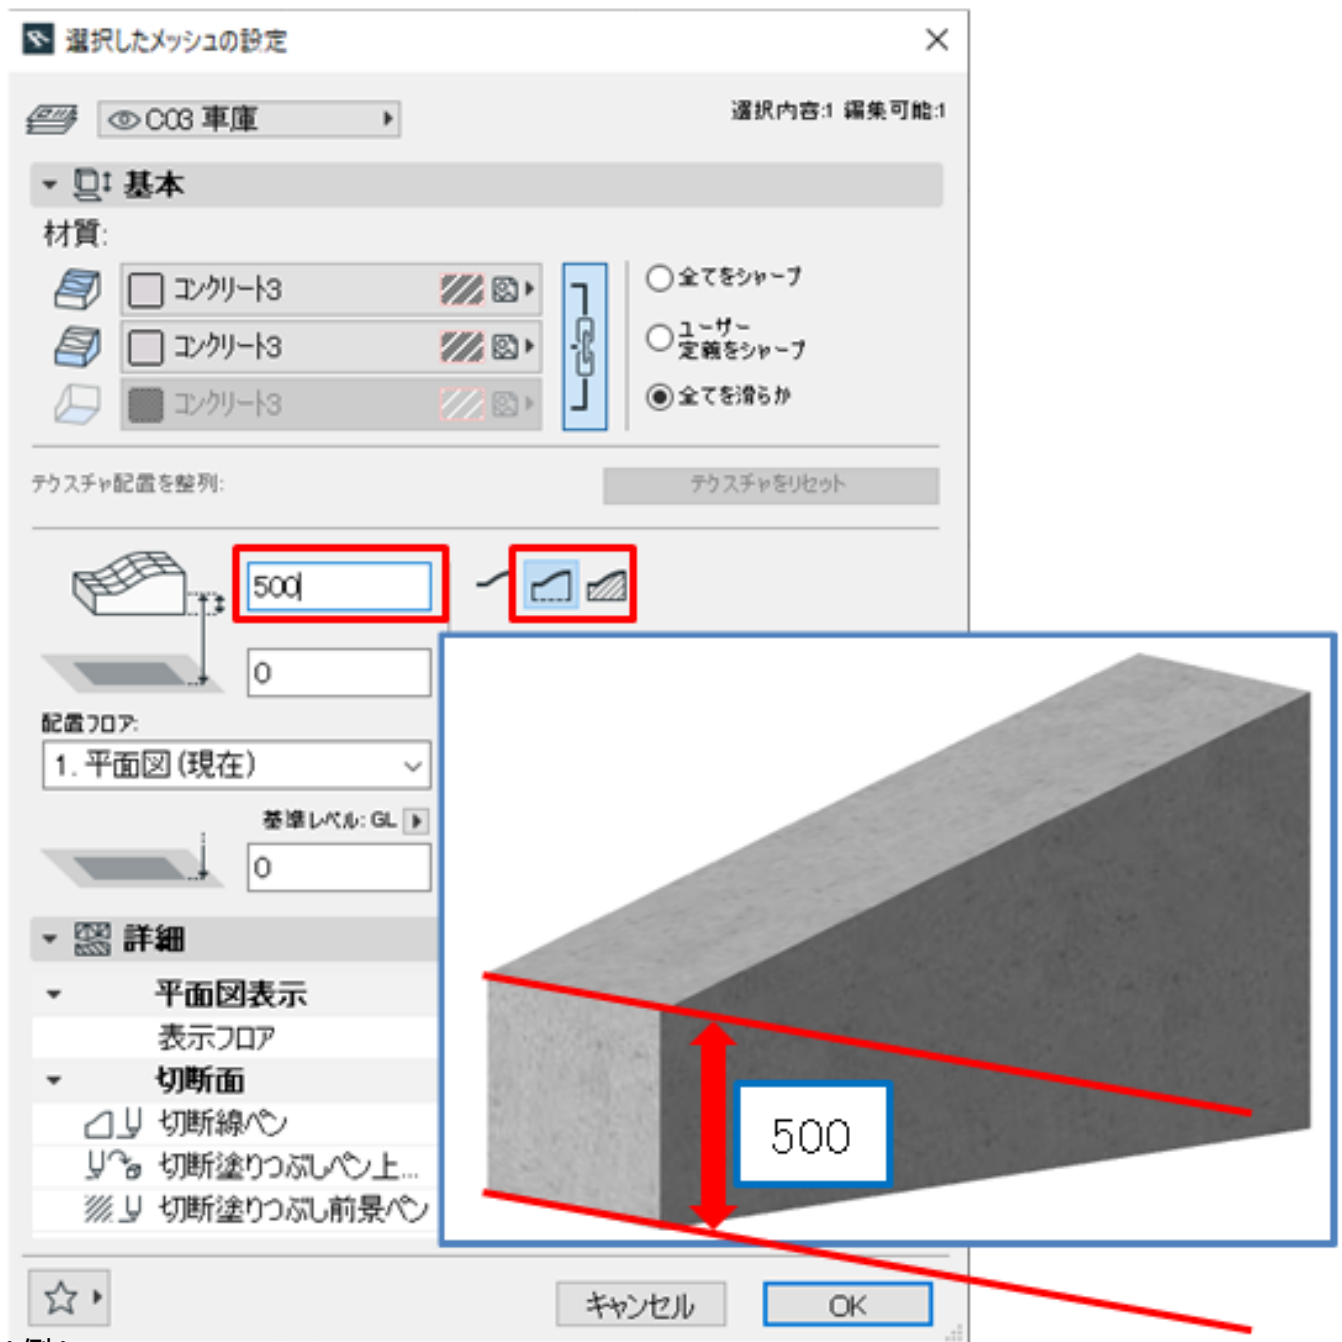 選択したメッシュの設定
C03 車庫
選択内容:1 編集可能:1
基本
材質:
コンクリート3
全てをシャープ
コンクリート3
ユーザー
定義をシャープ
コンクリート3
全てを滑らか
テクスチャ配置を整列:
テクスチャをリセット
500
0
配置フロア:
1. 平面図 (現在)
基準レベル: GL
0
詳細
平面図表示
表示フロア
切断面
切断線ペン
切断塗りつぶしペン上...
切断塗りつぶし前景ペン
500
キャンセル
OK